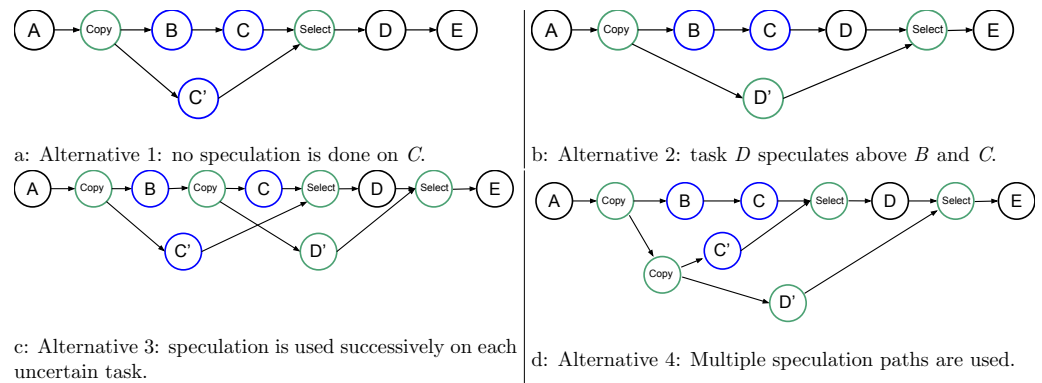 A Copy B C Select D E
C'
a: Alternative 1: no speculation is done on C.
A Copy B C D Select E
D'
b: Alternative 2: task D speculates above B and C.
A Copy B Copy C Select D Select E
C' D'
c: Alternative 3: speculation is used successively on each
uncertain task.
A Copy B C Select D Select E
C'
Copy
D'
d: Alternative 4: Multiple speculation paths are used.